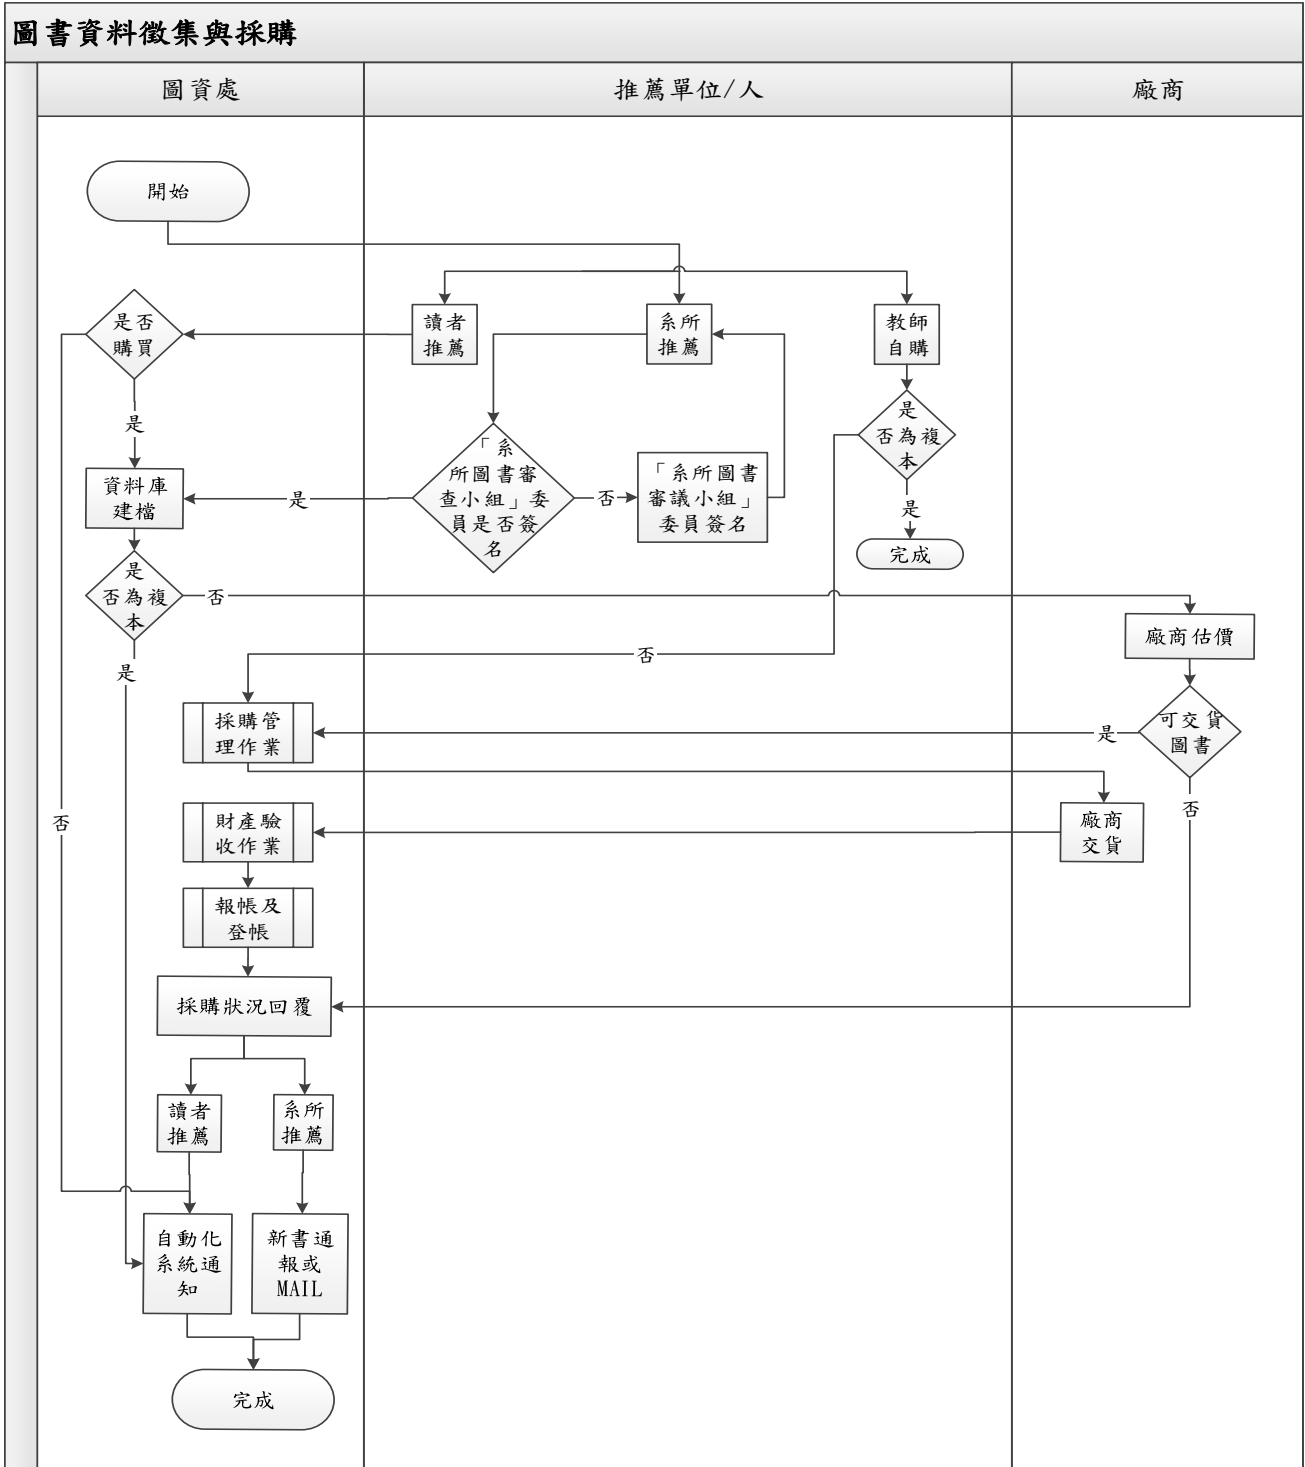 圖書資料徵集與採購
圖資處
推薦單位/人
廠商
開始
是否
購買
讀者
推薦
系所
推薦
教師
自購
是
否為複
本
是
「系
所圖書審
查小組」委
員是否簽
名
「系所圖書
審議小組」
委員簽名
資料庫
建檔
是
否
是
完成
是
否為複
本
否
廠商估價
否
是
採購管
理作業
可交貨
圖書
是
否
否
財產驗
收作業
廠商
交貨
報帳及
登帳
採購狀況回覆
讀者
推薦
系所
推薦
自動化
系統通
知
新書通
報或
MAIL
完成